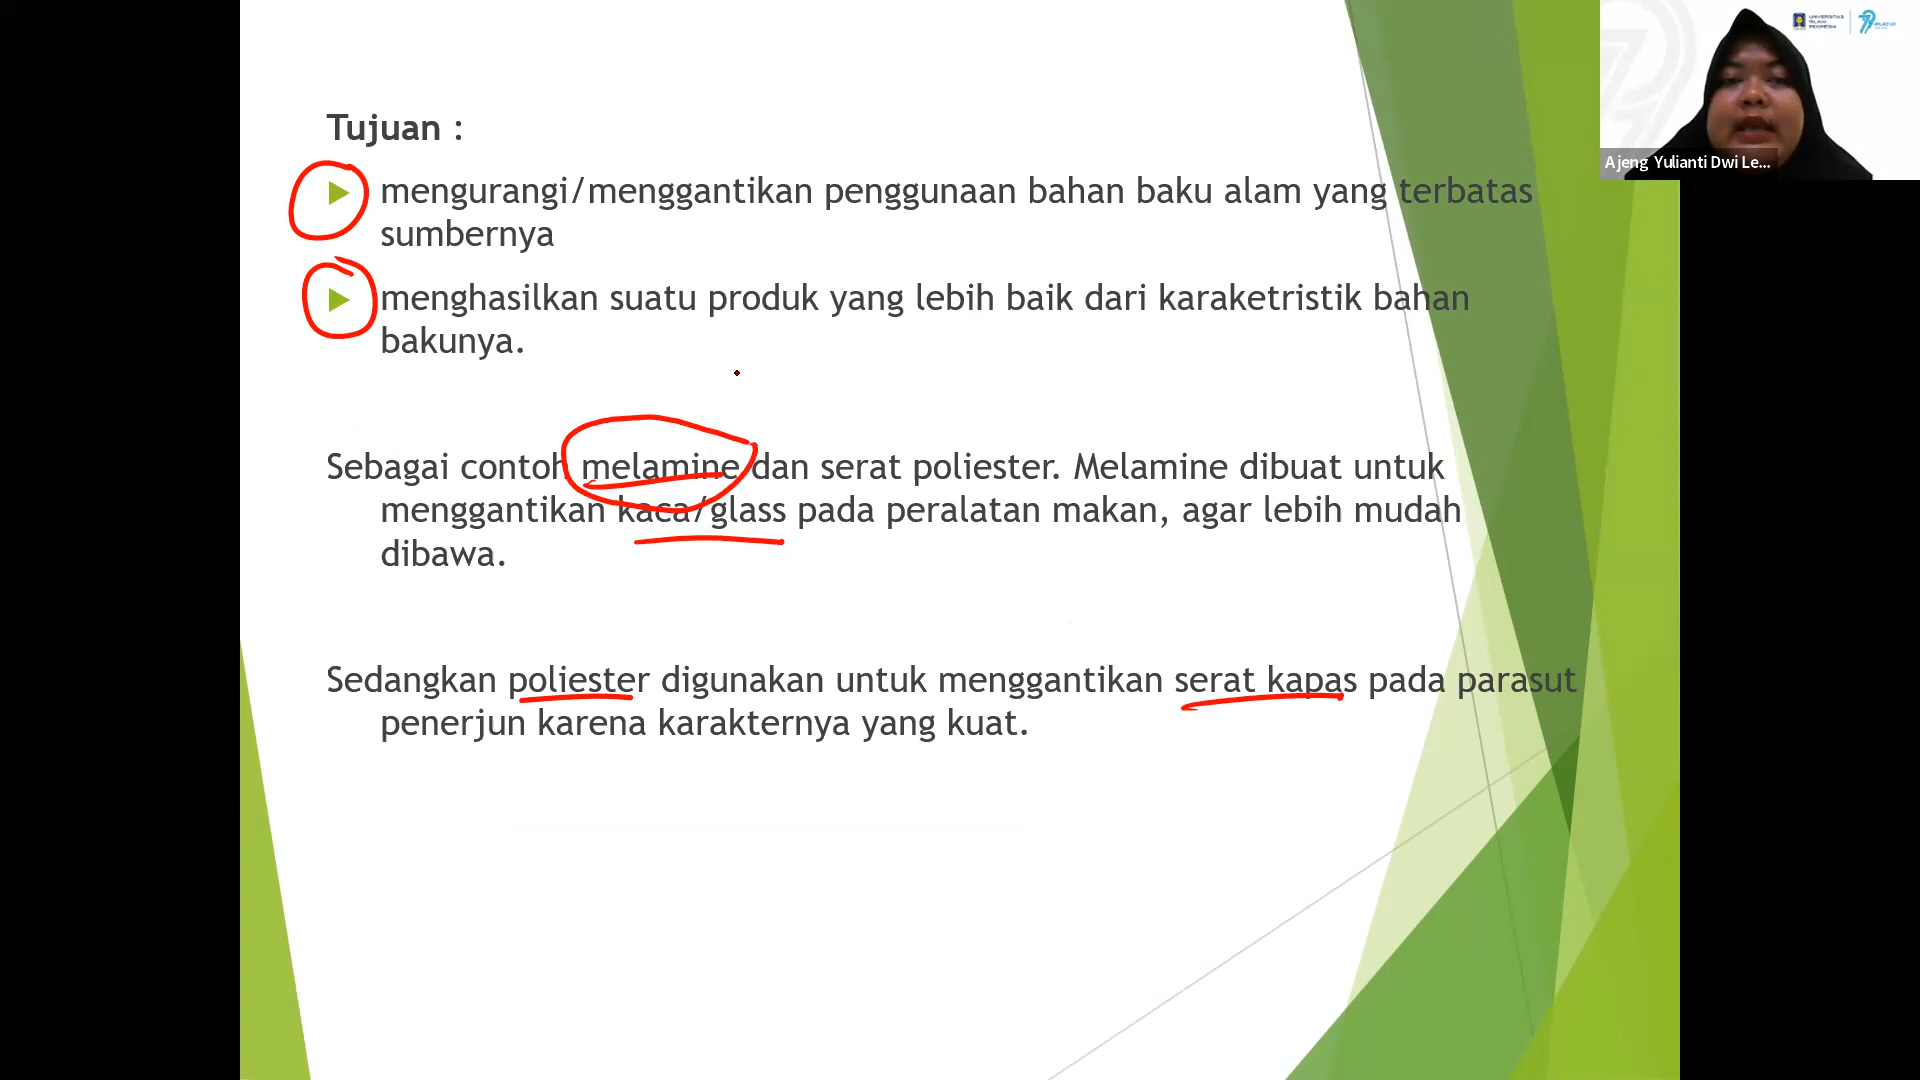 Tujuan :
mengurangi/menggantikan penggunaan bahan baku alam yang terbatas
sumbernya
menghasilkan suatu produk yang lebih baik dari karaketristik bahan
bakunya.
Sebagai contoh melamine dan serat poliester. Melamine dibuat untuk
menggantikan kaca/glass pada peralatan makan, agar lebih mudah
dibawa.
Sedangkan poliester digunakan untuk menggantikan serat kapas pada parasut
penerjun karena karakternya yang kuat.
UNIVERSITAS
ISLAM
INDONESIA
Ajeng Yulianti Dwi Le...